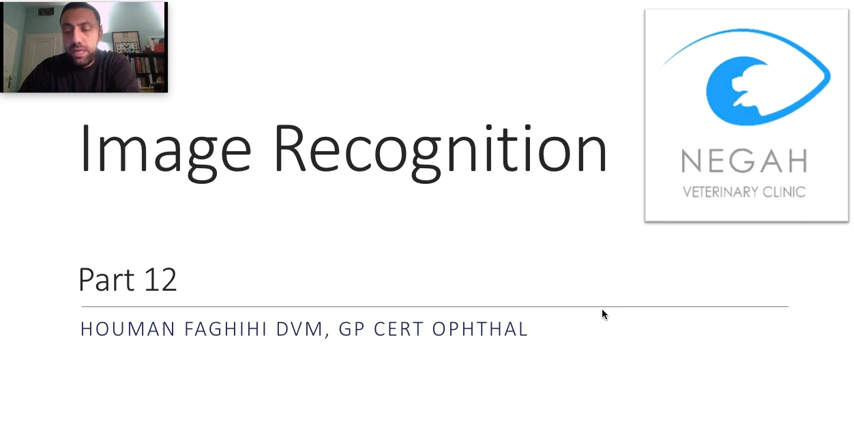 Image Recognition
NEGAH
VETERINARY CLINIC
Part 12
HOUMAN FAGHIHI DVM, GP CERT OPHTHAL